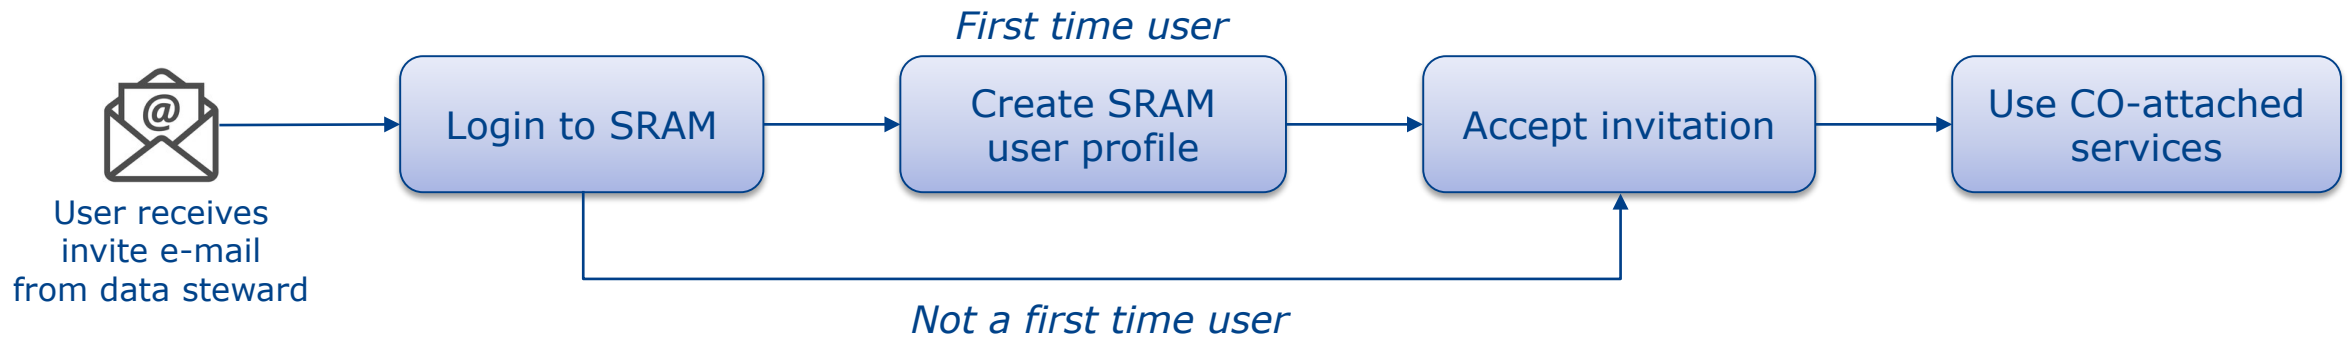 First time user
@
User receives
invite e-mail
from data steward
Login to SRAM
Create SRAM
user profile
Accept invitation
Use CO-attached
services
Not a first time user